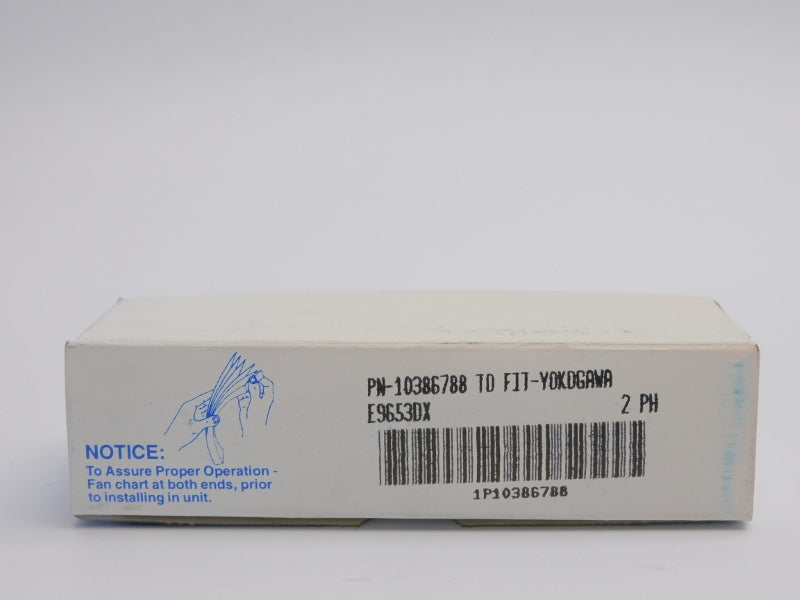 NOTICE:
To Assure Proper Operation -
Fan chart at both ends, prior
to installing in unit.
PN-10386788 TO FIT-YOKOGAWA
E9653DX 2 PH
1P10386788